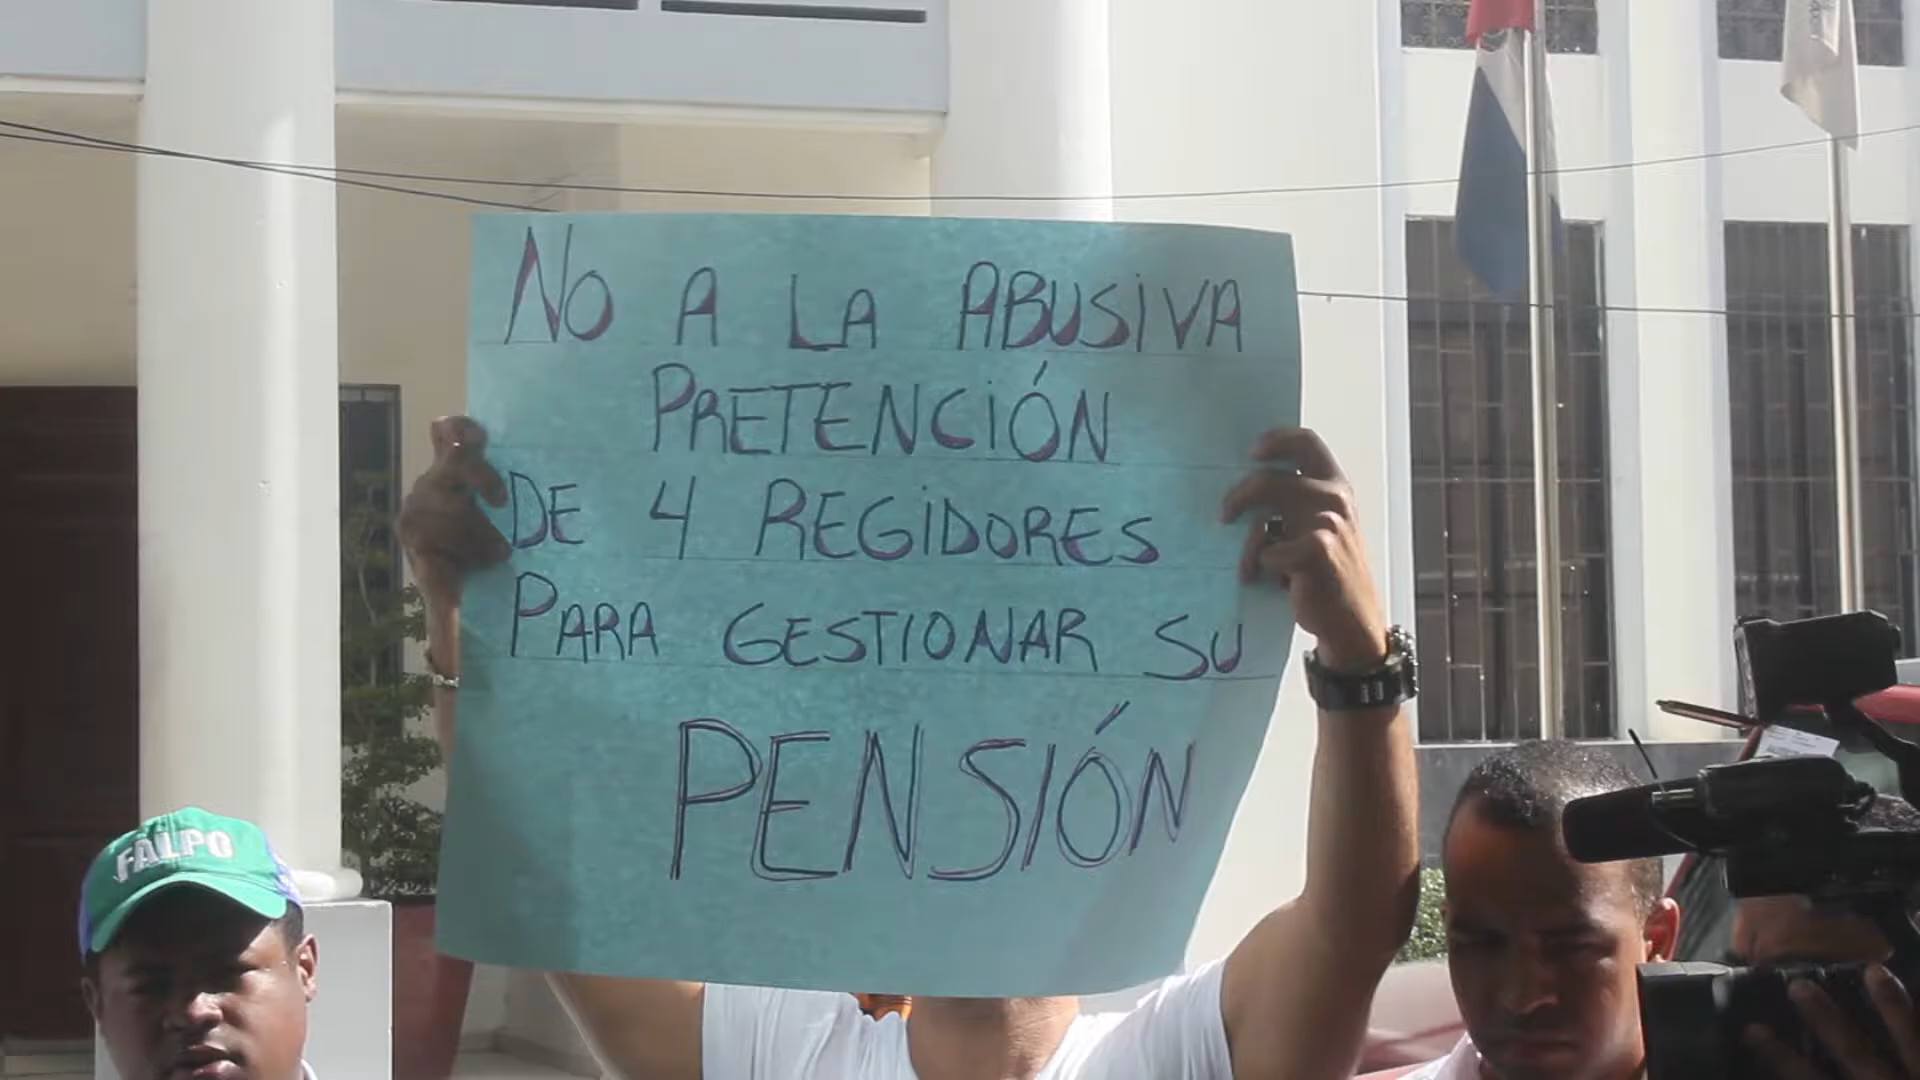 No A LA ABUSIVA
PRETENCIÓN
DE 4 REGIDORES
PARA GESTIONAR SU
PENSIÓN
FALPO